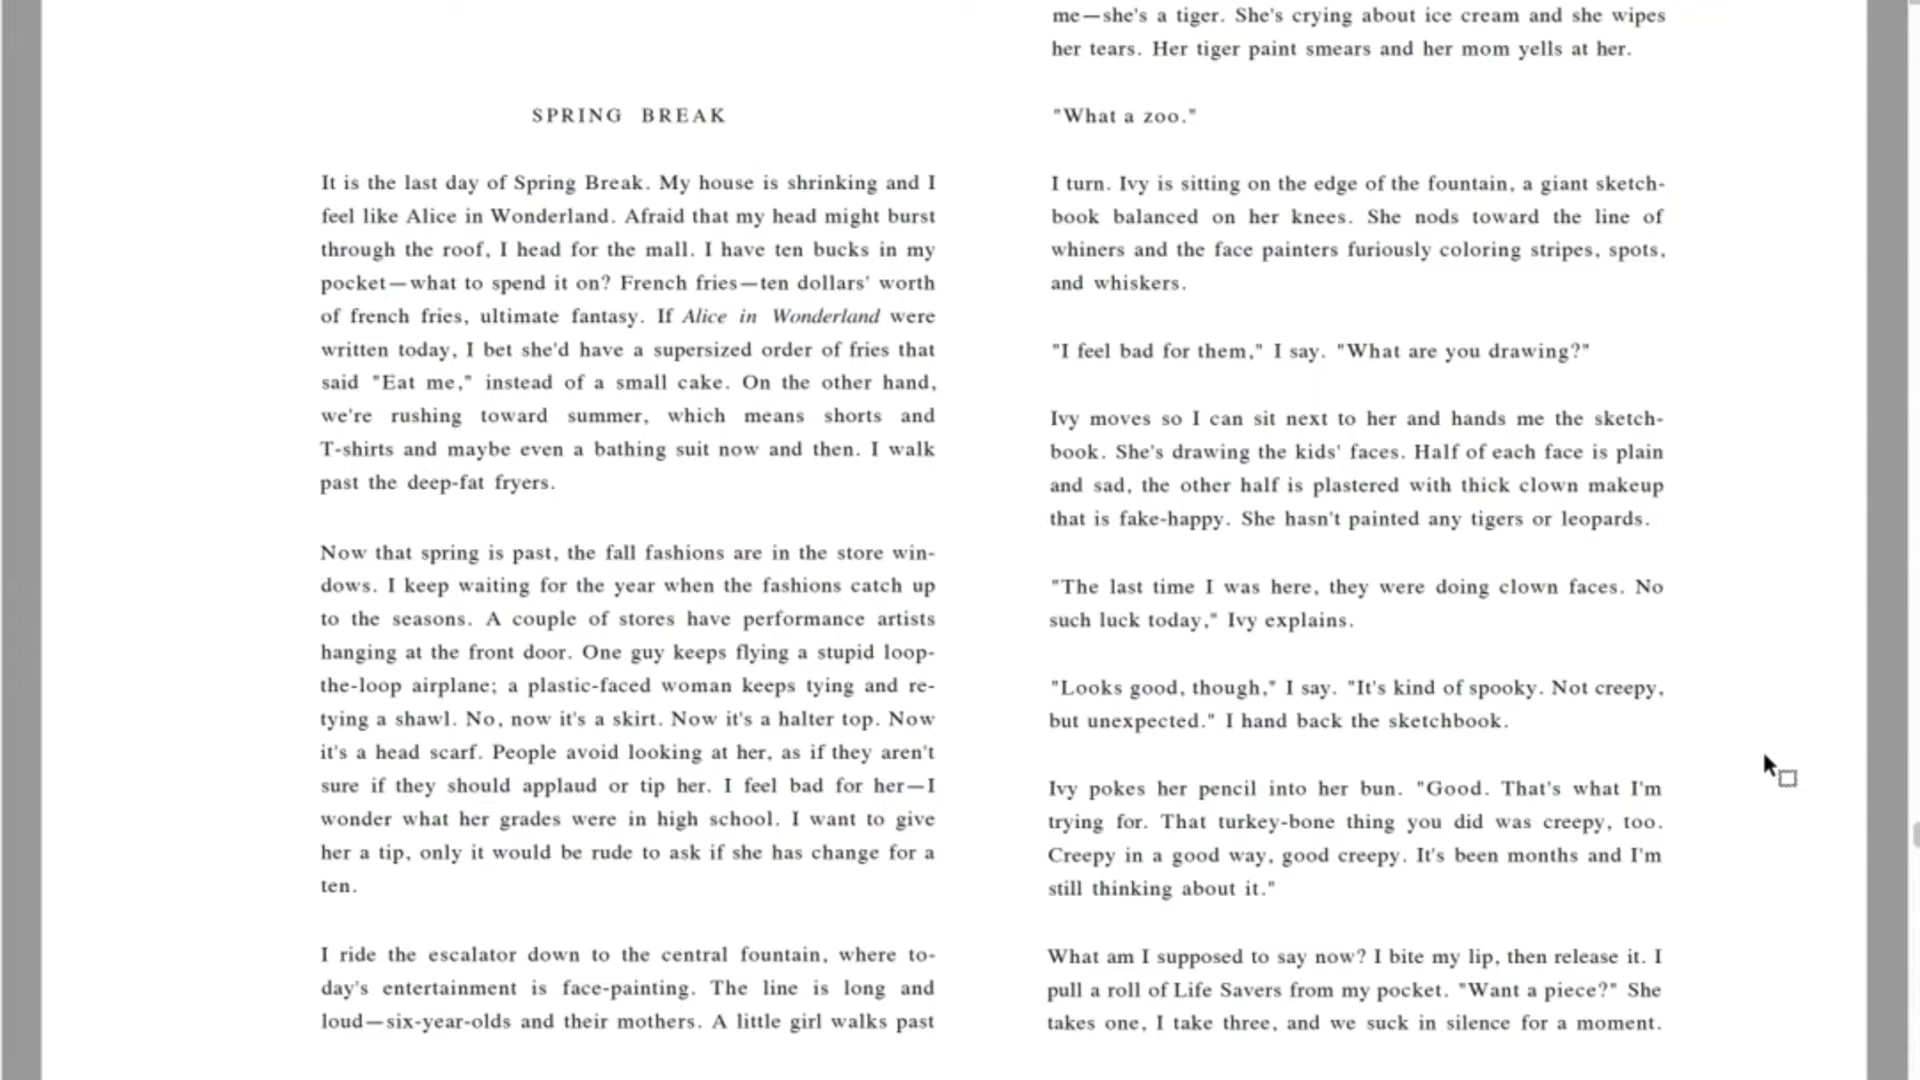 SPRING BREAK
It is the last day of Spring Break. My house is shrinking and I
feel like Alice in Wonderland. Afraid that my head might burst
through the roof, I head for the mall. I have ten bucks in my
pocket—what to spend it on? French fries—ten dollars' worth
of french fries, ultimate fantasy. If Alice in Wonderland were
written today, I bet she'd have a supersized order of fries that
said "Eat me," instead of a small cake. On the other hand,
we're rushing toward summer, which means shorts and
T-shirts and maybe even a bathing suit now and then. I walk
past the deep-fat fryers.
Now that spring is past, the fall fashions are in the store win-
dows. I keep waiting for the year when the fashions catch up
to the seasons. A couple of stores have performance artists
hanging at the front door. One guy keeps flying a stupid loop-
the-loop airplane; a plastic-faced woman keeps tying and re-
tying a shawl. No, now it's a skirt. Now it's a halter top. Now
it's a head scarf. People avoid looking at her, as if they aren't
sure if they should applaud or tip her. I feel bad for her—I
wonder what her grades were in high school. I want to give
her a tip, only it would be rude to ask if she has change for a
ten.
I ride the escalator down to the central fountain, where to-
day's entertainment is face-painting. The line is long and
loud—six-year-olds and their mothers. A little girl walks past
me—she's a tiger. She's crying about ice cream and she wipes
her tears. Her tiger paint smears and her mom yells at her.
"What a zoo."
I turn. Ivy is sitting on the edge of the fountain, a giant sketch-
book balanced on her knees. She nods toward the line of
whiners and the face painters furiously coloring stripes, spots,
and whiskers.
"I feel bad for them," I say. "What are you drawing?"
Ivy moves so I can sit next to her and hands me the sketch-
book. She's drawing the kids' faces. Half of each face is plain
and sad, the other half is plastered with thick clown makeup
that is fake-happy. She hasn't painted any tigers or leopards.
"The last time I was here, they were doing clown faces. No
such luck today," Ivy explains.
"Looks good, though," I say. "It's kind of spooky. Not creepy,
but unexpected." I hand back the sketchbook.
Ivy pokes her pencil into her bun. "Good. That's what I'm
trying for. That turkey-bone thing you did was creepy, too.
Creepy in a good way, good creepy. It's been months and I'm
still thinking about it."
What am I supposed to say now? I bite my lip, then release it. I
pull a roll of Life Savers from my pocket. "Want a piece?" She
takes one, I take three, and we suck in silence for a moment.